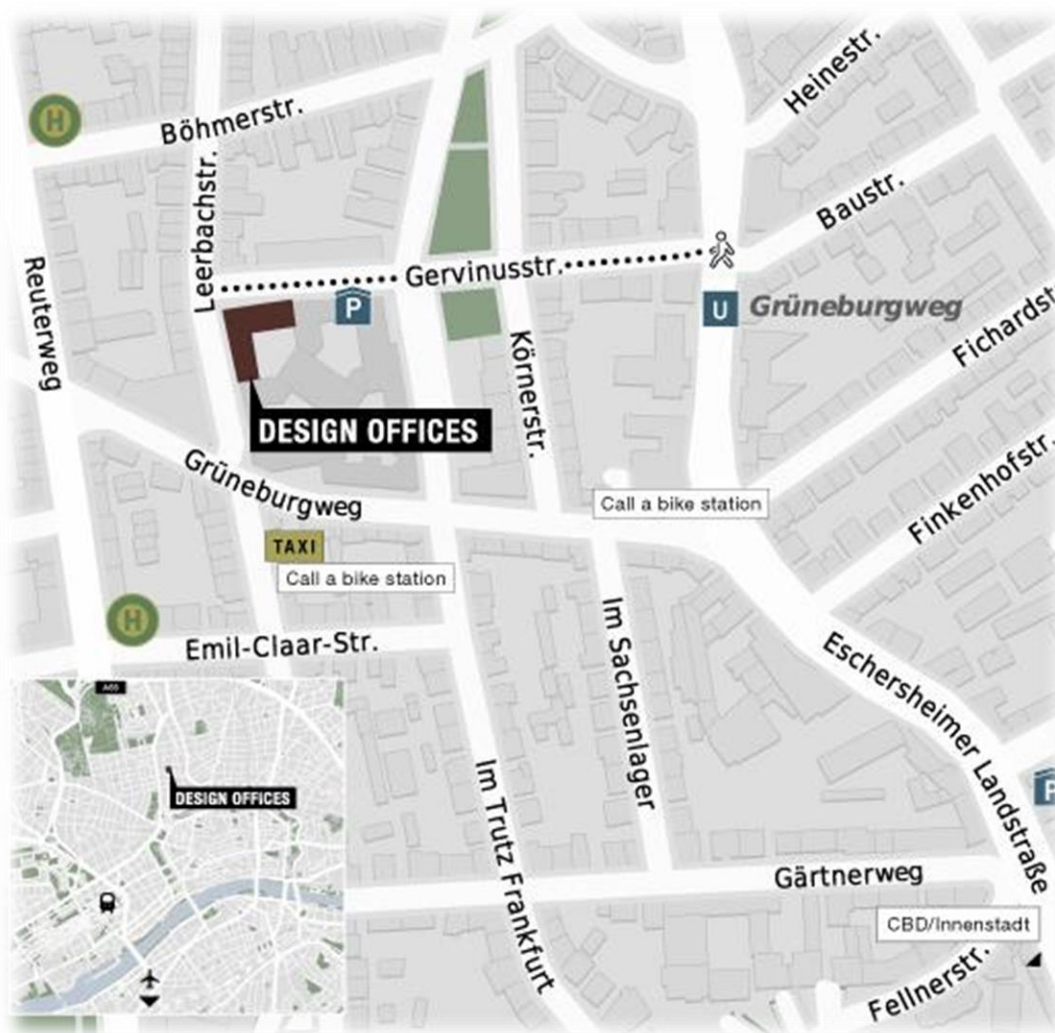 Heinestr.
H
Böhmerstr.
Leerbachstr.
Baustr.
Reuterweg
Gervinusstr.
P
U
Grüneburgweg
Fichardst
Körnerstr.
DESIGN OFFICES
Grüneburgweg
Finkenhofstr.
Call a bike station
TAXI
Call a bike station
H
Emil-Claar-Str.
Im Sachsenlager
Eschersheimer Landstraße
DESIGN OFFICES
P
Im Trutz Frankfurt
Gärtnerweg
CBD/Innenstadt
Fellnerstr.